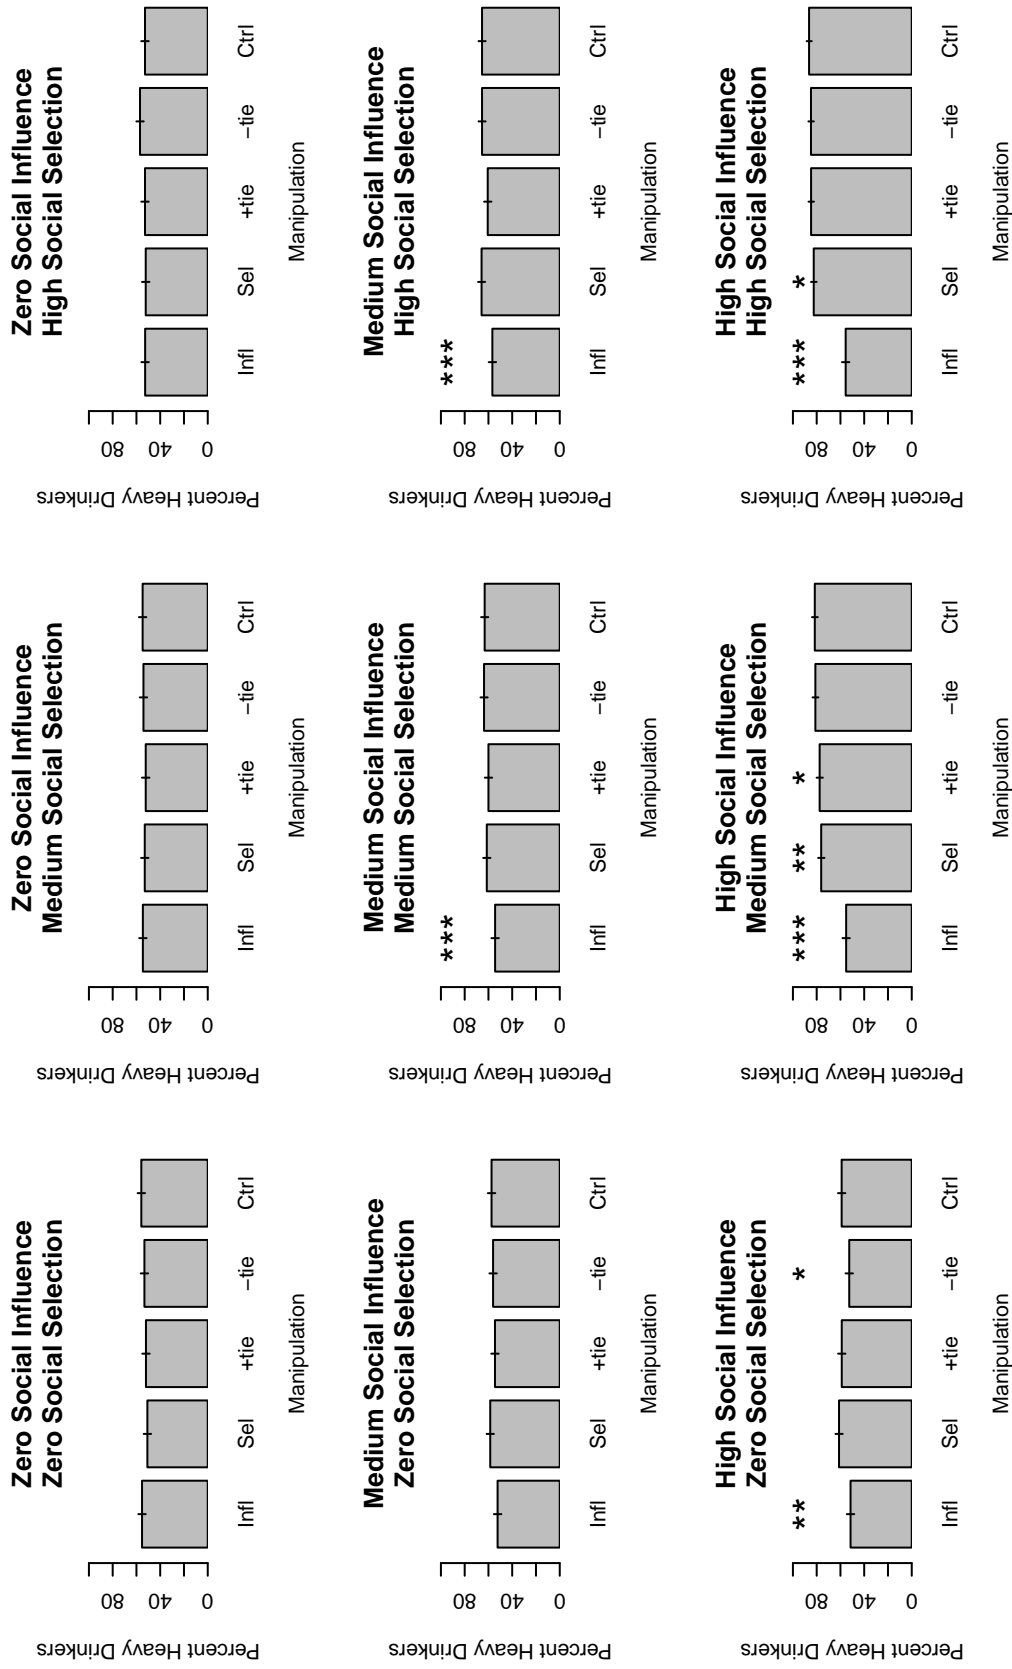 Zero Social Influence
Zero Social Selection
Percent Heavy Drinkers
0
40
80
Infl
Sel
+tie
−tie
Ctrl
Manipulation
Zero Social Influence
Medium Social Selection
Percent Heavy Drinkers
0
40
80
Infl
Sel
+tie
−tie
Ctrl
Manipulation
Zero Social Influence
High Social Selection
Percent Heavy Drinkers
0
40
80
Infl
Sel
+tie
−tie
Ctrl
Manipulation
Medium Social Influence
Zero Social Selection
Percent Heavy Drinkers
0
40
80
Infl
Sel
+tie
−tie
Ctrl
Manipulation
Medium Social Influence
Medium Social Selection
***
Percent Heavy Drinkers
0
40
80
Infl
Sel
+tie
−tie
Ctrl
Manipulation
Medium Social Influence
High Social Selection
***
Percent Heavy Drinkers
0
40
80
Infl
Sel
+tie
−tie
Ctrl
Manipulation
High Social Influence
Zero Social Selection
** *
Percent Heavy Drinkers
0
40
80
Infl
Sel
+tie
−tie
Ctrl
Manipulation
High Social Influence
Medium Social Selection
*** ** *
Percent Heavy Drinkers
0
40
80
Infl
Sel
+tie
−tie
Ctrl
Manipulation
High Social Influence
High Social Selection
*** *
Percent Heavy Drinkers
0
40
80
Infl
Sel
+tie
−tie
Ctrl
Manipulation